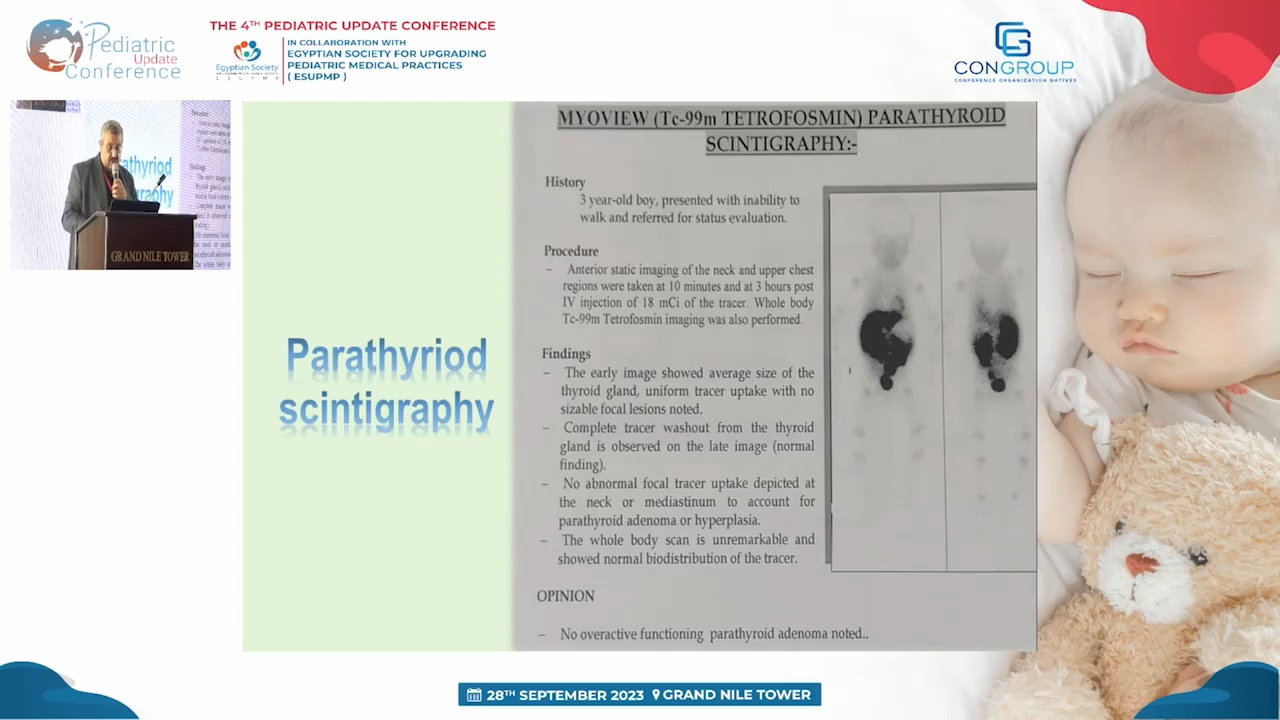 Pediatric
Update
Conference
THE 4TH PEDIATRIC UPDATE CONFERENCE
Egyptian Society
IN COLLABORATION WITH
EGYPTIAN SOCIETY FOR UPGRADING
PEDIATRIC MEDICAL PRACTICES
( ESUPMP )
CONGROUP
CONFERENCE ORGANIZATION NATIVES
GRAND NILE TOWER
Parathyriod
scintigraphy
MYOVIEW (Tc-99m TETROFOSMIN) PARATHYROID
SCINTIGRAPHY:-
History
3 year-old boy, presented with inability to
walk and referred for status evaluation.
Procedure
– Anterior static imaging of the neck and upper chest
regions were taken at 10 minutes and at 3 hours post
IV injection of 18 mCi of the tracer. Whole body
Tc-99m Tetrofosmin imaging was also performed.
Findings
– The early image showed average size of the
thyroid gland, uniform tracer uptake with no
sizable focal lesions noted.
– Complete tracer washout from the thyroid
gland is observed on the late image (normal
finding).
– No abnormal focal tracer uptake depicted at
the neck or mediastinum to account for
parathyroid adenoma or hyperplasia.
– The whole body scan is unremarkable and
showed normal biodistribution of the tracer.
OPINION
– No overactive functioning parathyroid adenoma noted..
28TH SEPTEMBER 2023 GRAND NILE TOWER